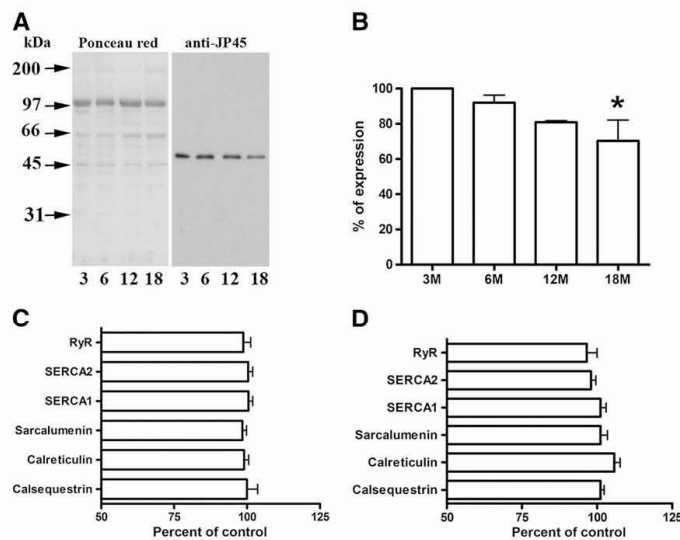 A
kDa
Ponceau red
anti-JP45
200
97
66
45
31
3 6 12 18
3 6 12 18
B
% of expression
100
80
60
40
20
0
3M 6M 12M 18M
*
C
RyR
SERCA2
SERCA1
Sarcalumenin
Calreticulin
Calsequestrin
50 75 100 125
Percent of control
D
RyR
SERCA2
SERCA1
Sarcalumenin
Calreticulin
Calsequestrin
50 75 100 125
Percent of control